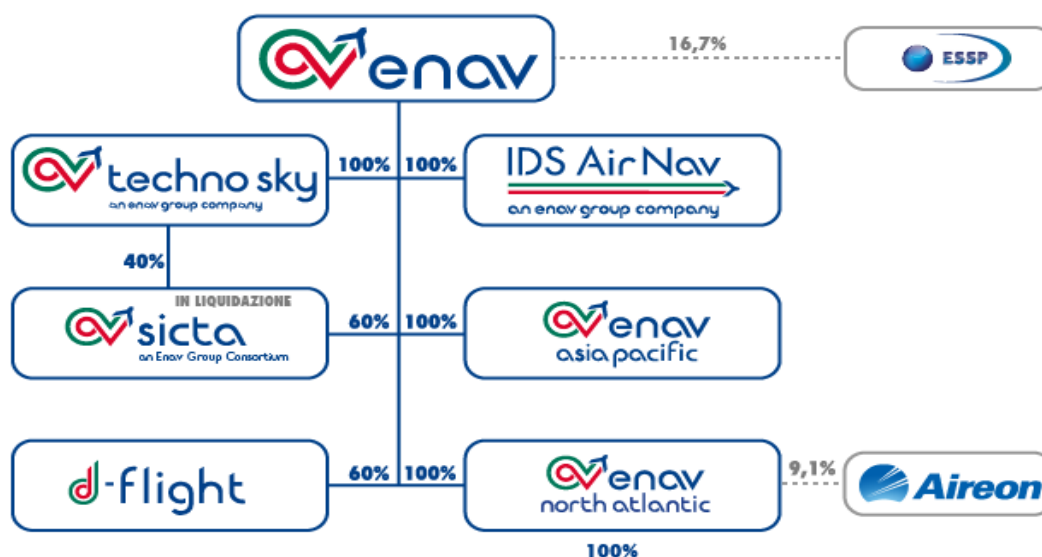 enav
16,7%
ESSP
techno sky
an enav group company
100%
100%
IDS Air Nav
an enav group company
40%
IN LIQUIDAZIONE
sicta
an Enav Group Consortium
60%
100%
enav
asia pacific
d-flight
60%
100%
enav
north atlantic
9,1%
Aireon
100%